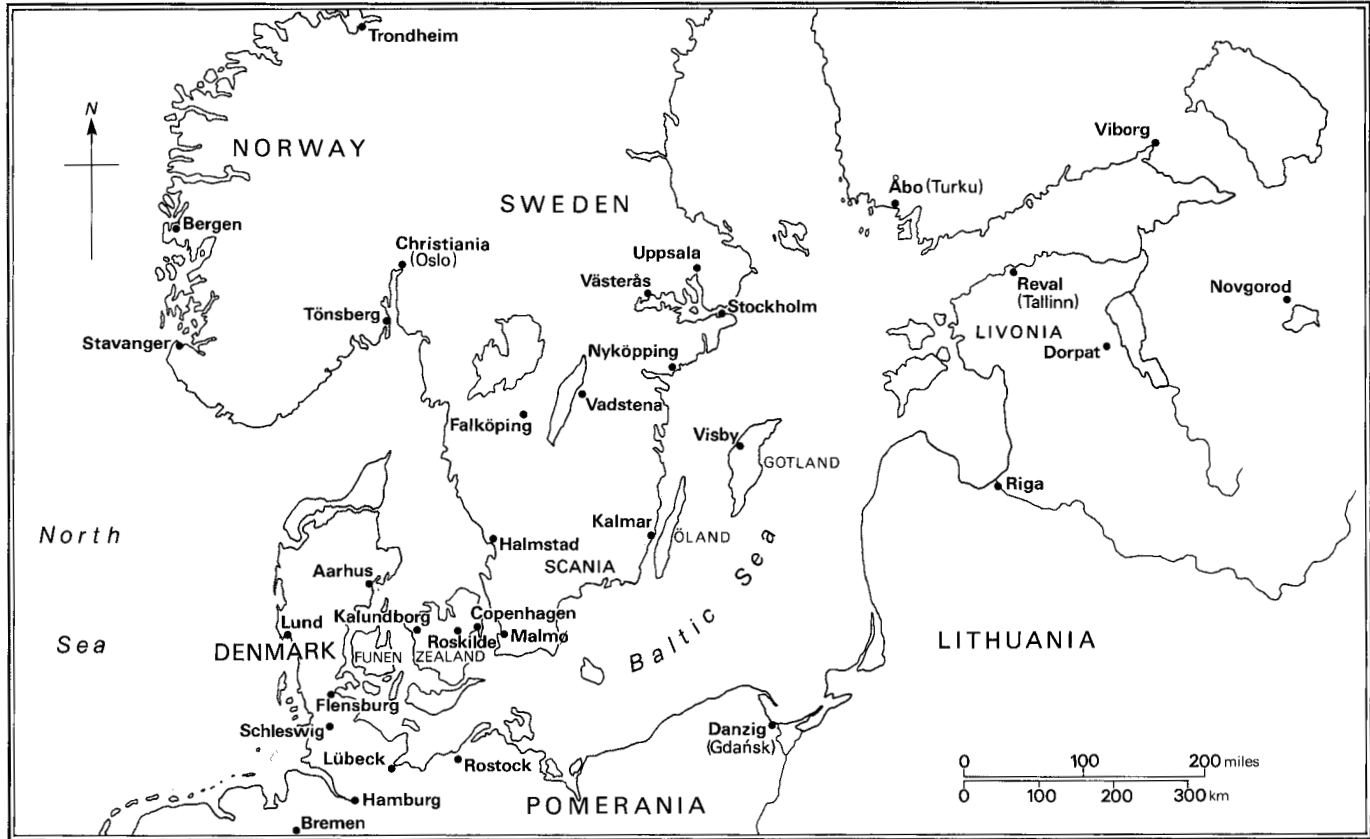 Trondheim
N
NORWAY
Viborg
SWEDEN
Åbo (Turku)
Bergen
Christiania
(Oslo)
Uppsala
Västerås
Reval
(Tallinn)
Novgorod
Tönsberg
Stockholm
LIVONIA
Stavanger
Dorpat
Nyköpping
Vadstena
Falköping
Visby
GOTLAND
Riga
North
Sea
Kalmar
ÖLAND
Halmstad
SCANIA
Baltic Sea
Aarhus
Kalundborg
Copenhagen
Lund
Roskilde
Malmø
DENMARK
FUNEN
ZEALAND
LITHUANIA
Flensburg
Schleswig
Danzig
(Gdańsk)
Lübeck
Rostock
0 100 200 miles
0 100 200 300 km
Hamburg
POMERANIA
Bremen